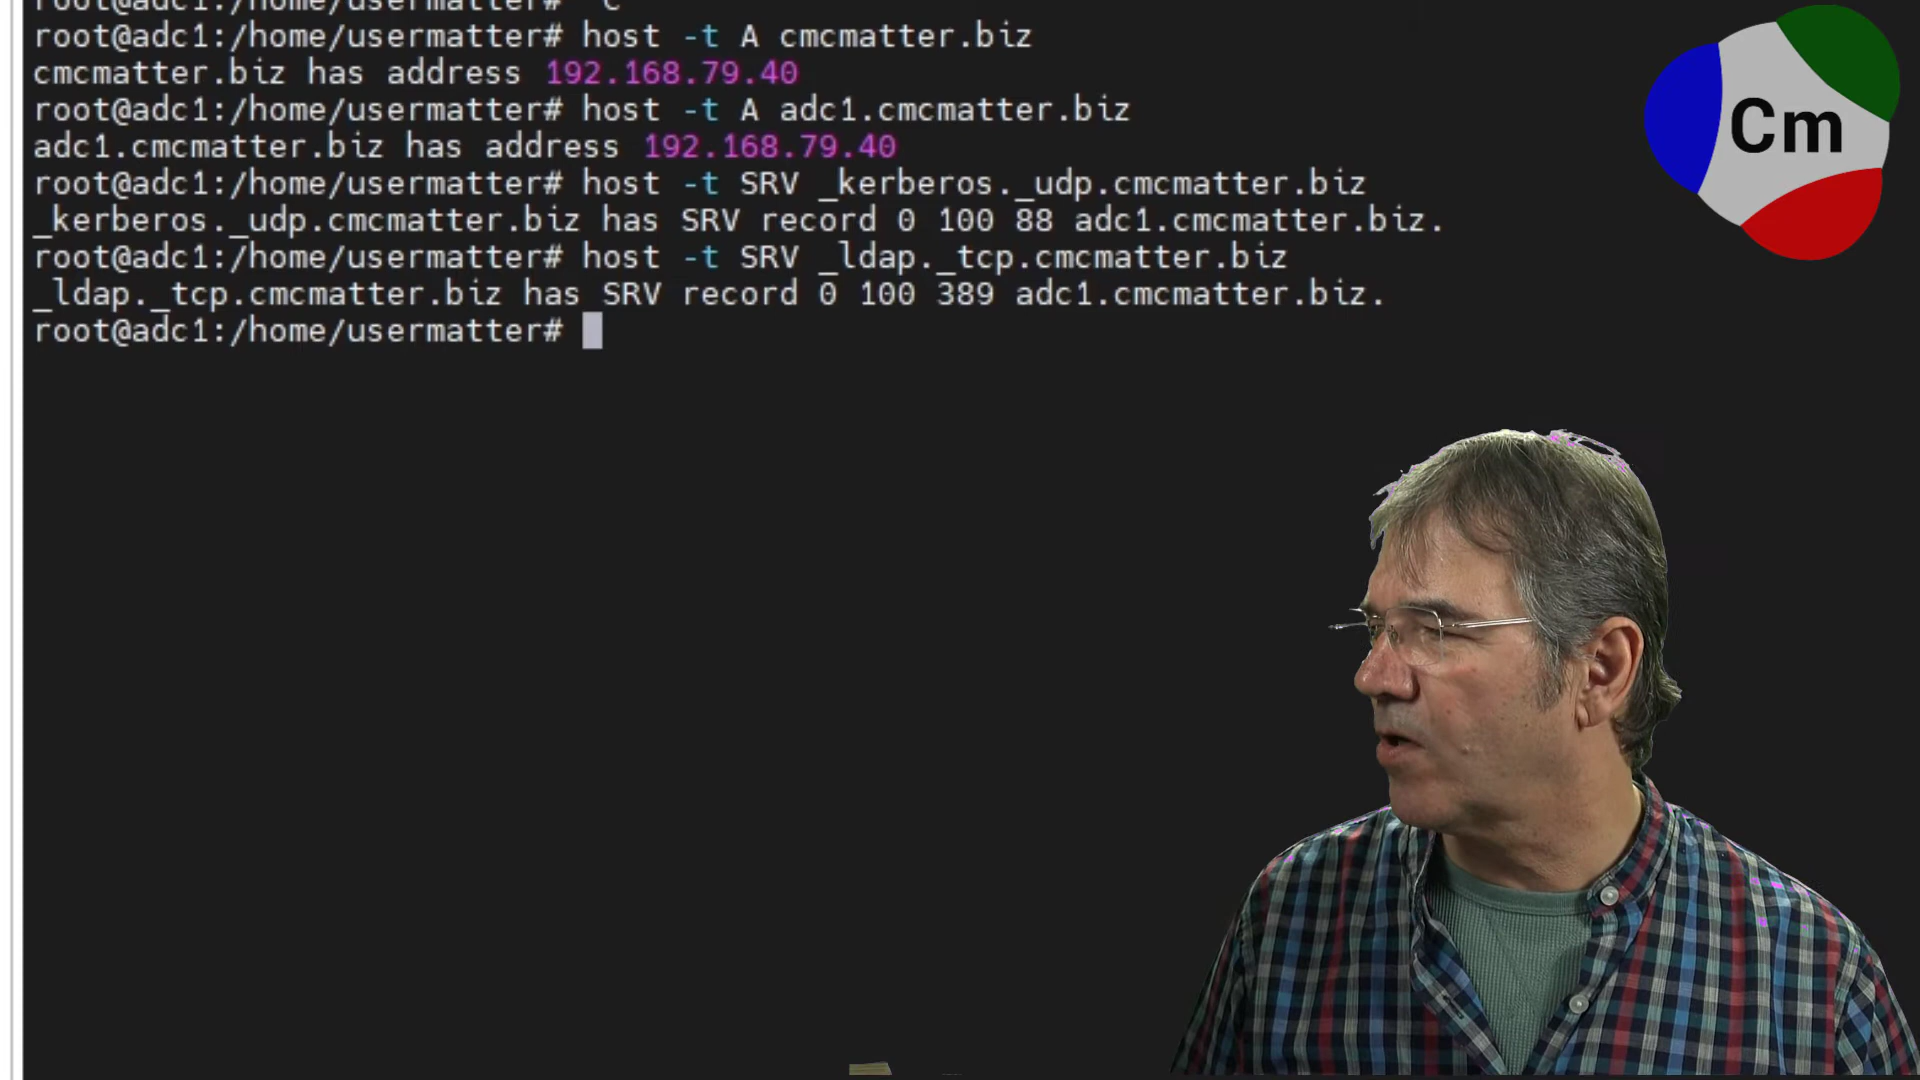 root@adc1:/home/usermatter# ^C
root@adc1:/home/usermatter# host -t A cmcmatter.biz
cmcmatter.biz has address 192.168.79.40
root@adc1:/home/usermatter# host -t A adc1.cmcmatter.biz
adc1.cmcmatter.biz has address 192.168.79.40
root@adc1:/home/usermatter# host -t SRV _kerberos._udp.cmcmatter.biz
_kerberos._udp.cmcmatter.biz has SRV record 0 100 88 adc1.cmcmatter.biz.
root@adc1:/home/usermatter# host -t SRV _ldap._tcp.cmcmatter.biz
_ldap._tcp.cmcmatter.biz has SRV record 0 100 389 adc1.cmcmatter.biz.
root@adc1:/home/usermatter#
Cm